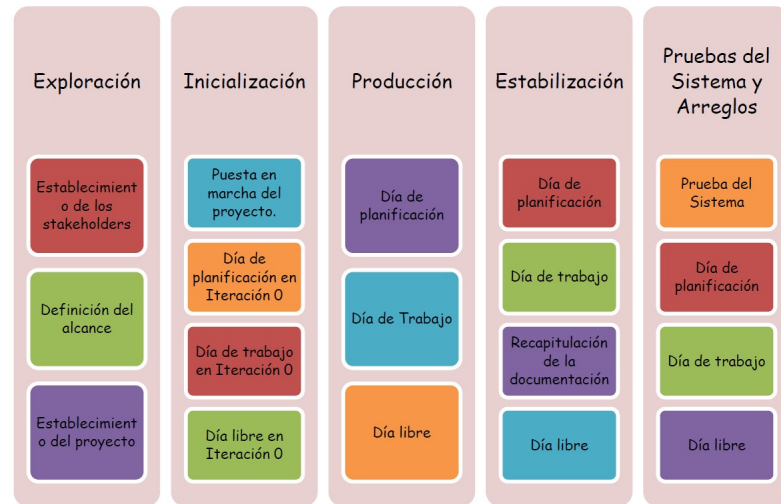 Exploración
Establecimient
o de los
stakeholders
Definición del
alcance
Establecimient
o del proyecto
Inicialización
Puesta en
marcha del
proyecto.
Día de
planificación en
Iteración 0
Día de trabajo
en Iteración 0
Día libre en
Iteración 0
Producción
Día de
planificación
Día de Trabajo
Día libre
Estabilización
Día de
planificación
Día de trabajo
Recapitulación
de la
documentación
Día libre
Pruebas del
Sistema y
Arreglos
Prueba del
Sistema
Día de
planificación
Día de trabajo
Día libre